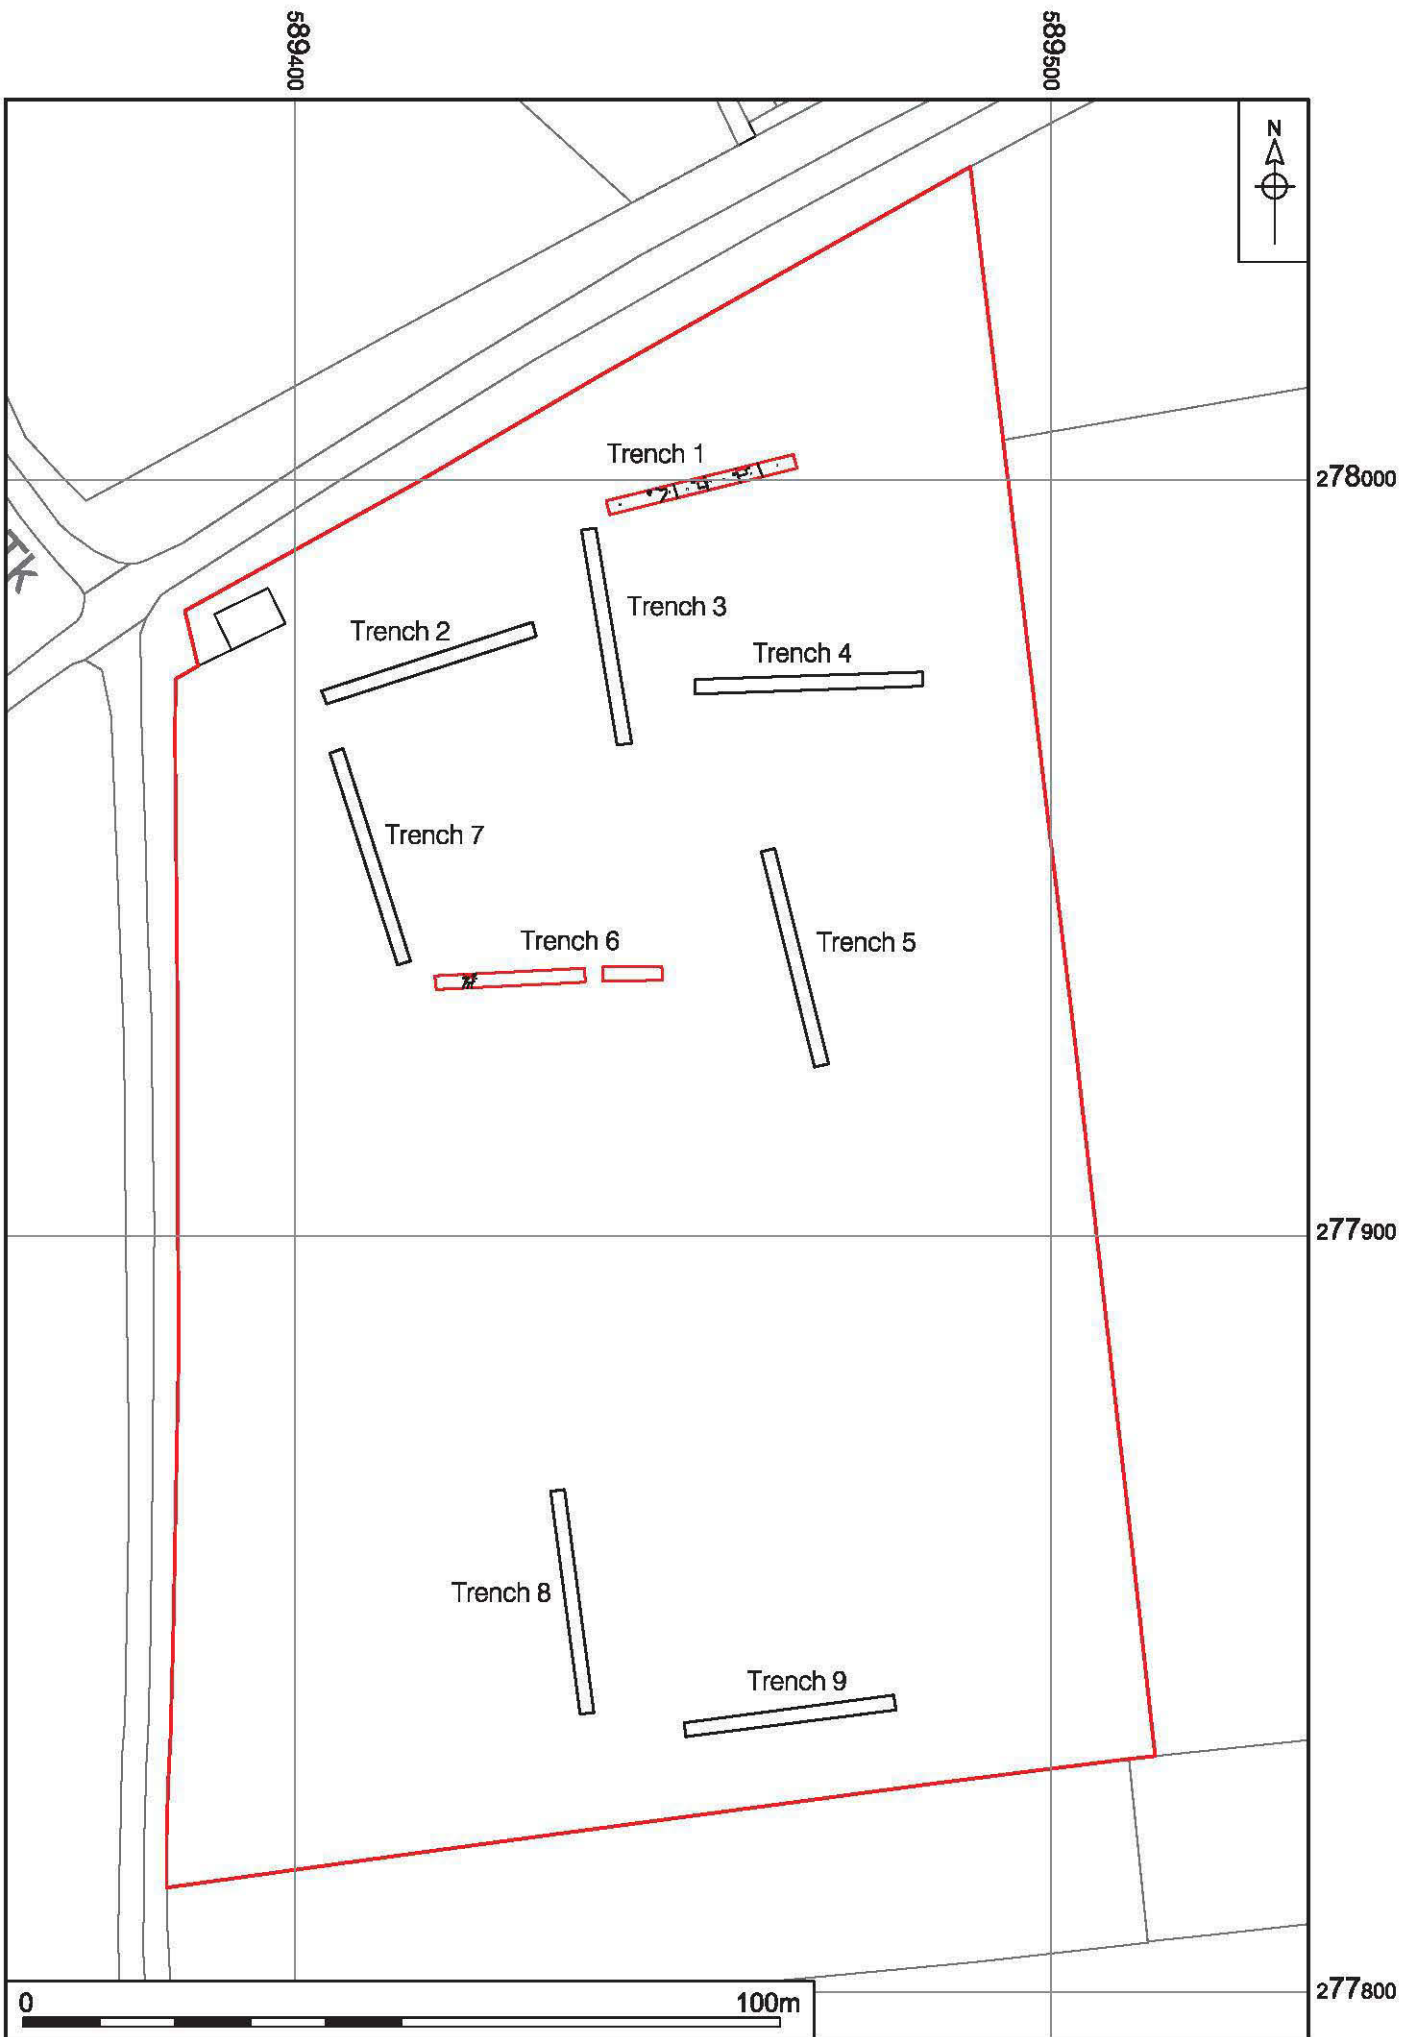 589400
589500
N
Trench 1
278000
Tk
Trench 3
Trench 2
Trench 4
Trench 7
Trench 6
Trench 5
277900
Trench 8
Trench 9
277800
0 100m